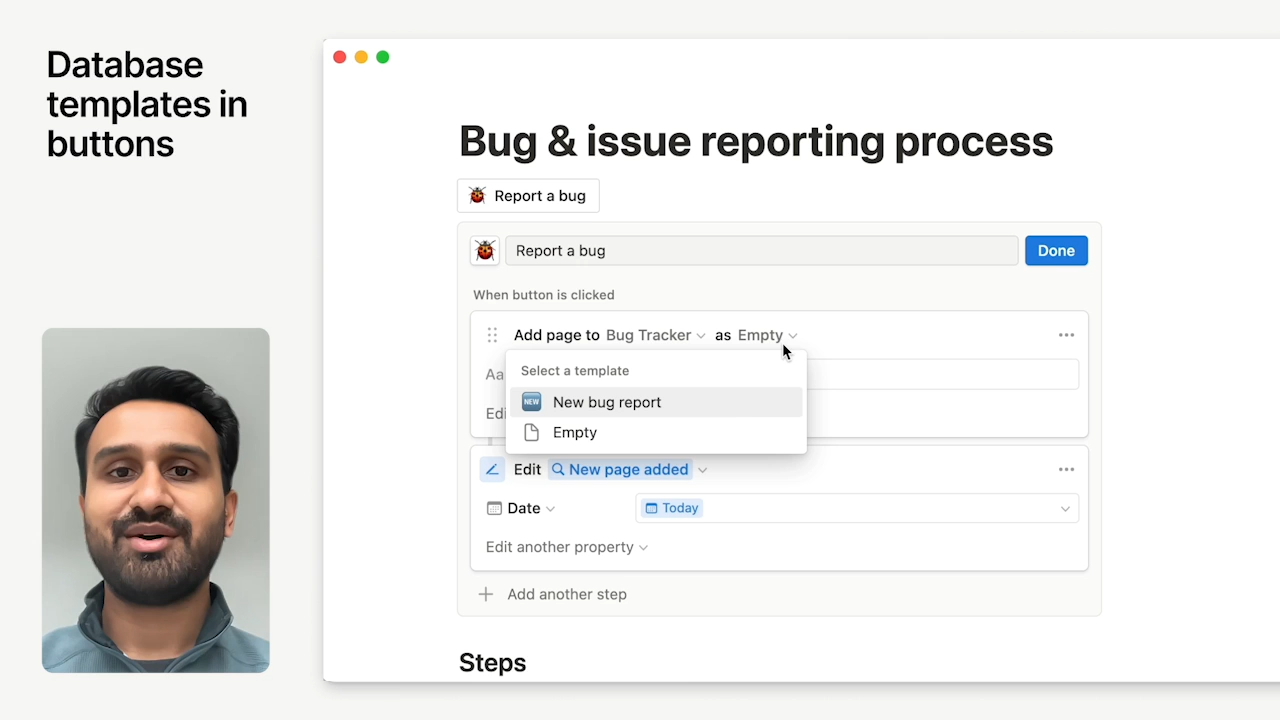 Database
templates in
buttons
Bug & issue reporting process
Report a bug
Report a bug
Done
When button is clicked
Add page to Bug Tracker as Empty
Aa
Select a template
NEW New bug report
Edi
Empty
Edit New page added
Date Today
Edit another property
Add another step
Steps